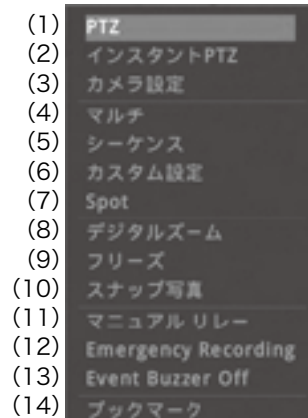 (1) PTZ
(2) インスタントPTZ
(3) カメラ設定
(4) マルチ
(5) シーケンス
(6) カスタム設定
(7) Spot
(8) デジタルズーム
(9) フリーズ
(10) スナップ写真
(11) マニュアル リレー
(12) Emergency Recording
(13) Event Buzzer Off
(14) ブックマーク